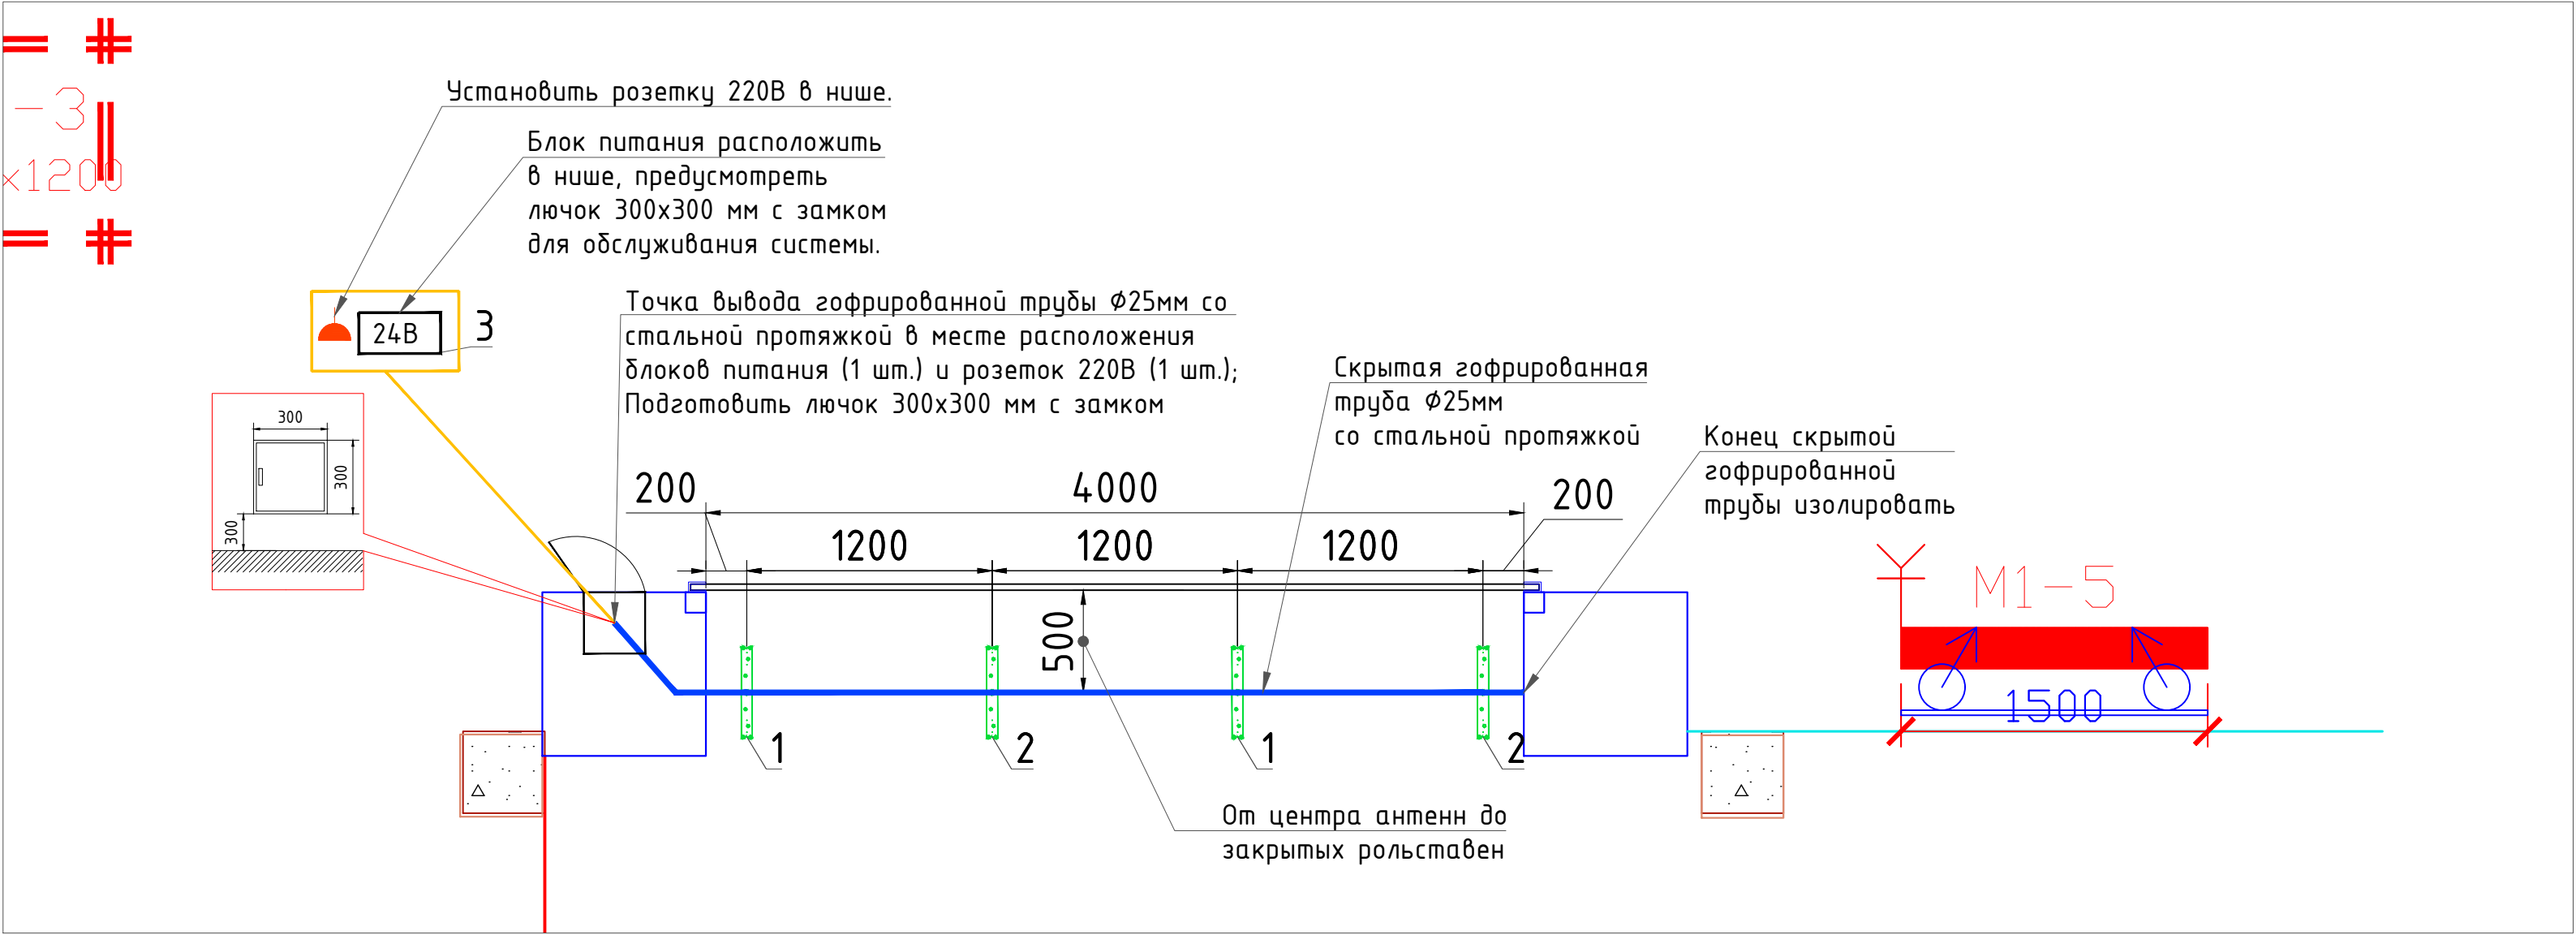 -3
x1200
Установить розетку 220В в нише.
Блок питания расположить
в нише, предусмотреть
лючок 300х300 мм с замком
для обслуживания системы.
24В
3
Точка вывода гофрированной трубы Ф25мм со
стальной протяжкой в месте расположения
блоков питания (1 шт.) и розеток 220В (1 шт.);
Подготовить лючок 300х300 мм с замком
Скрытая гофрированная
труба Ф25мм
со стальной протяжкой
Конец скрытой
гофрированной
трубы изолировать
300
300
300
200
4000
200
1200
1200
1200
500
1
2
1
2
От центра антенн до
закрытых рольставен
М1-5
1500